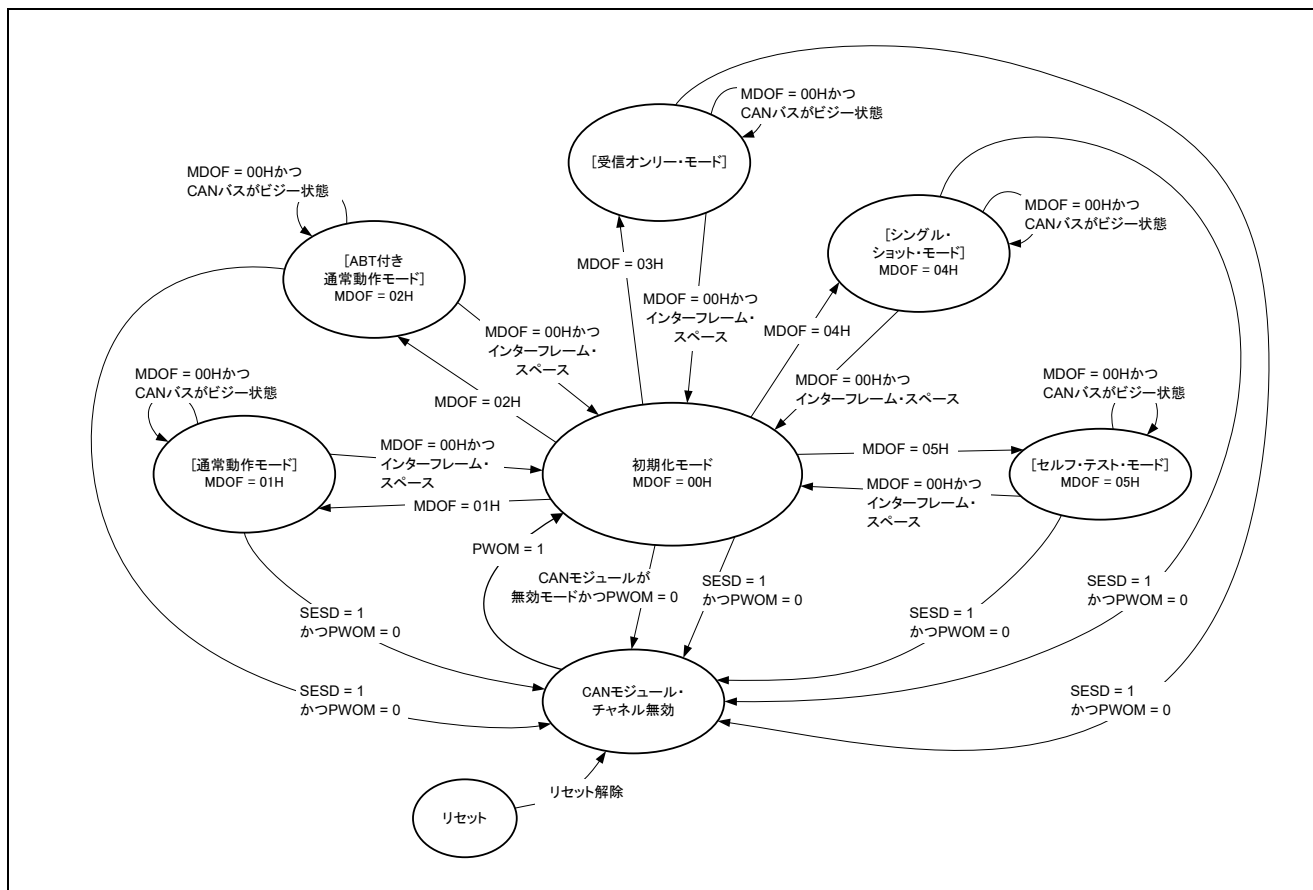 MDOF = 00Hかつ
CANバスがビジー状態
[受信オンリー・モード]
MDOF = 00Hかつ
CANバスがビジー状態
MDOF = 00Hかつ
CANバスがビジー状態
[ABT付き
通常動作モード]
MDOF = 02H
[シングル・
ショット・モード]
MDOF = 04H
MDOF = 03H
MDOF = 00Hかつ
インターフレーム・
スペース
MDOF = 00Hかつ
インターフレーム・
スペース
MDOF = 04H
MDOF = 00Hかつ
CANバスがビジー状態
MDOF = 02H
MDOF = 00Hかつ
インターフレーム・スペース
MDOF = 00Hかつ
CANバスがビジー状態
[通常動作モード]
MDOF = 01H
MDOF = 00Hかつ
インターフレーム・
スペース
MDOF = 01H
初期化モード
MDOF = 00H
MDOF = 05H
MDOF = 00Hかつ
インターフレーム・
スペース
[セルフ・テスト・モード]
MDOF = 05H
PWOM = 1
CANモジュールが
無効モードかつPWOM = 0
SESD = 1
かつPWOM = 0
SESD = 1
かつPWOM = 0
SESD = 1
かつPWOM = 0
SESD = 1
かつPWOM = 0
SESD = 1
かつPWOM = 0
SESD = 1
かつPWOM = 0
CANモジュール・
チャネル無効
リセット解除
リセット